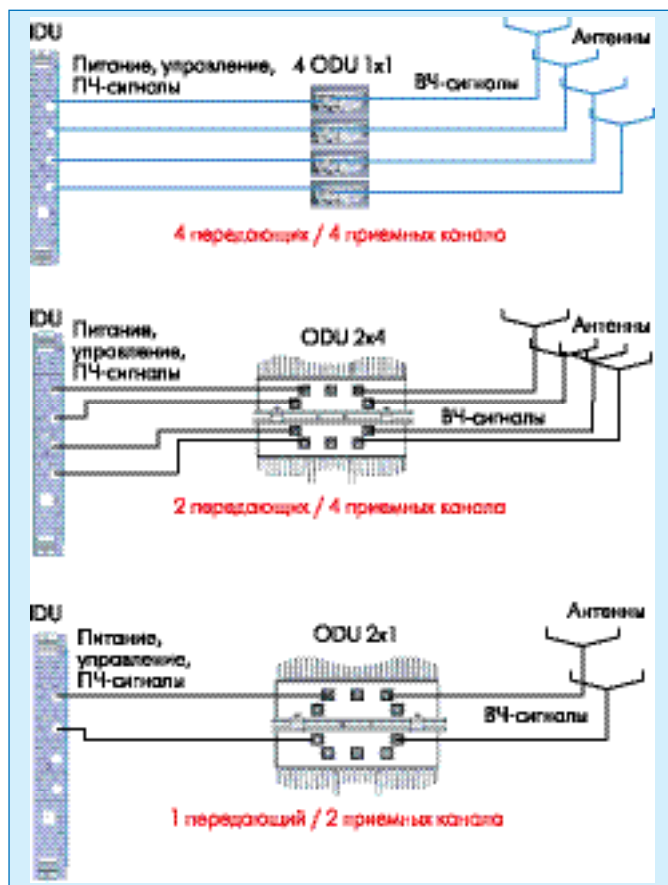 IDU
Питание, управление,
ПЧ-сигналы
4 ODU 1x1
ВЧ-сигналы
Антенны
4 передающих / 4 приемных канала
IDU
Питание,
управление,
ПЧ-сигналы
ODU 2x4
Антенны
ВЧ-сигналы
2 передающих / 4 приемных канала
IDU
Питание,
управление,
ПЧ-сигналы
ODU 2x1
Антенны
ВЧ-сигналы
1 передающий / 2 приемных канала